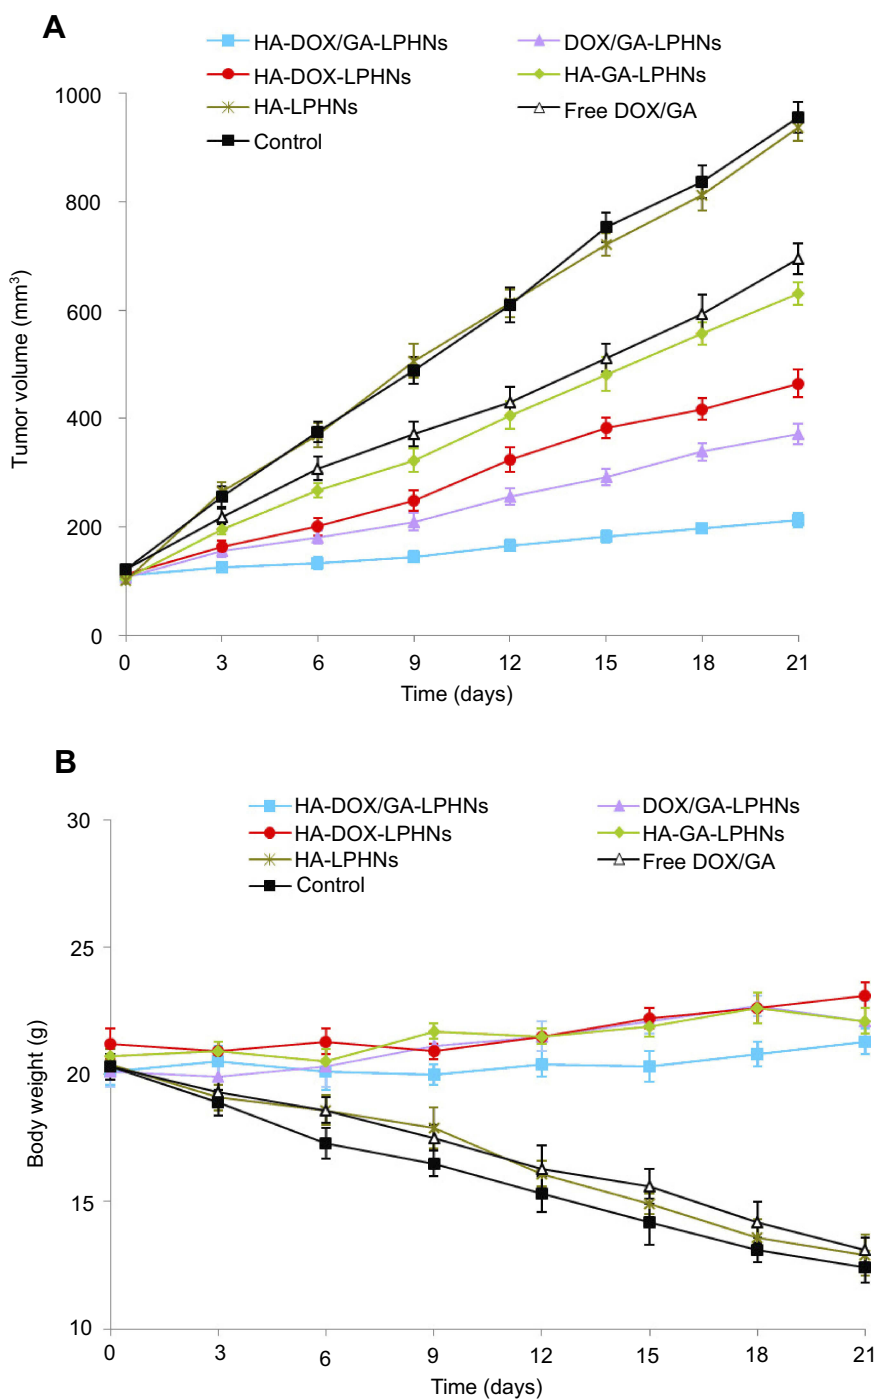 A
HA-DOX/GA-LPHNs DOX/GA-LPHNs
HA-DOX-LPHNs HA-GA-LPHNs
HA-LPHNs Free DOX/GA
Control
1000
800
600
400
200
0
Tumor volume (mm³)
0 3 6 9 12 15 18 21
Time (days)
B
HA-DOX/GA-LPHNs DOX/GA-LPHNs
HA-DOX-LPHNs HA-GA-LPHNs
HA-LPHNs Free DOX/GA
Control
30
25
20
15
10
Body weight (g)
0 3 6 9 12 15 18 21
Time (days)